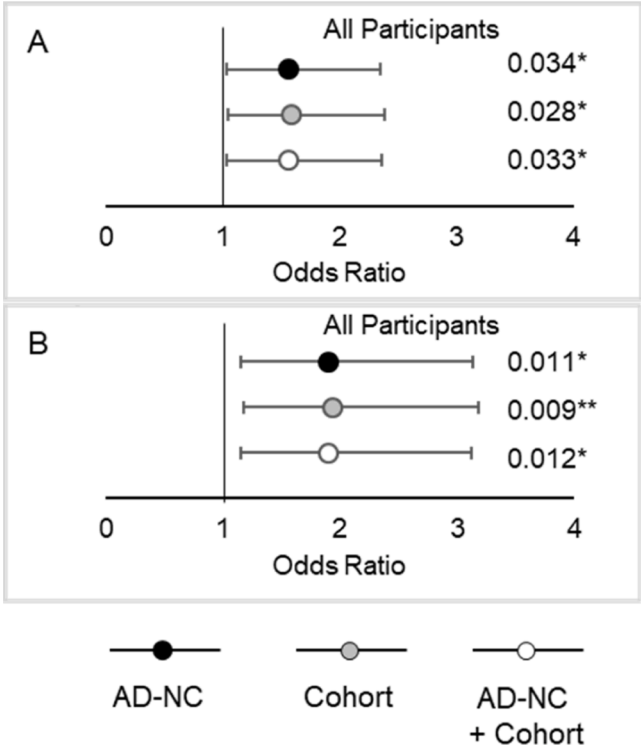 A
All Participants
0.034*
0.028*
0.033*
0 1 2 3 4
Odds Ratio
B
All Participants
0.011*
0.009**
0.012*
0 1 2 3 4
Odds Ratio
AD-NC Cohort AD-NC
+ Cohort